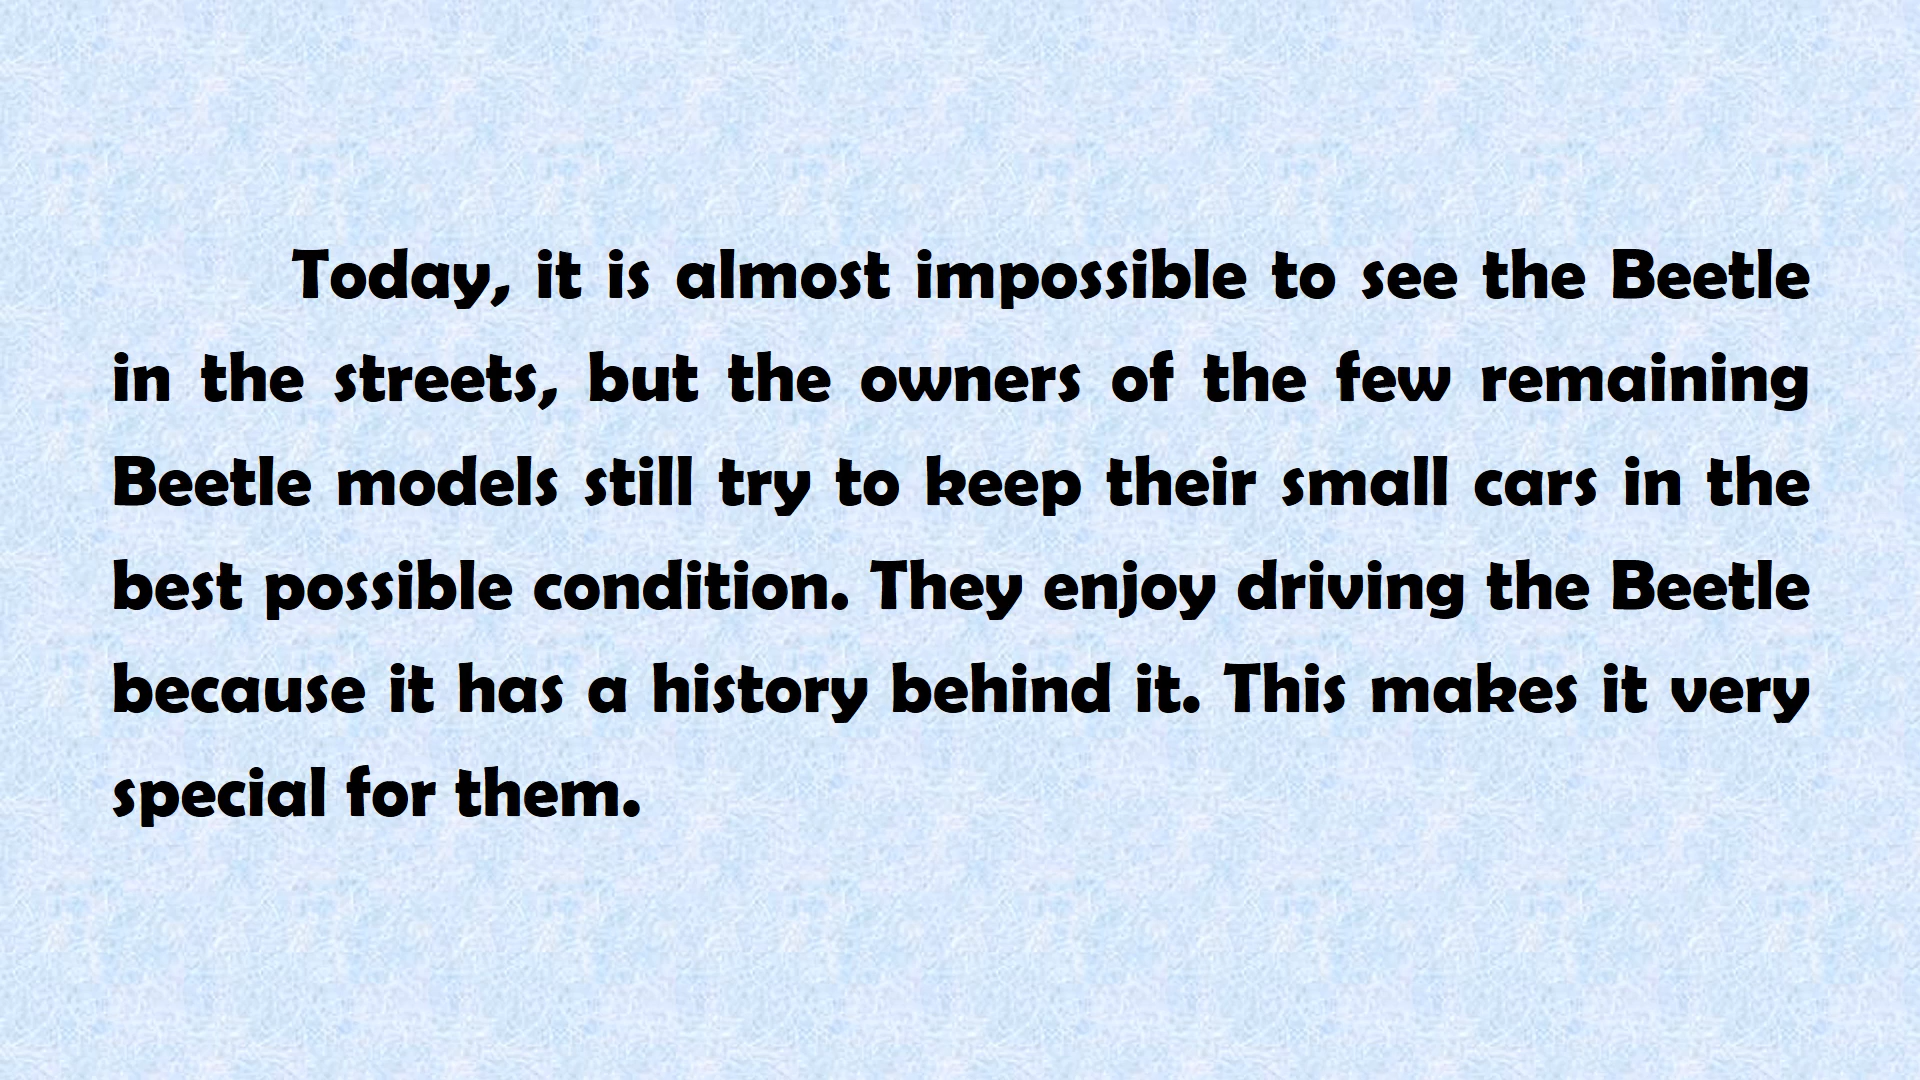 Today, it is almost impossible to see the Beetle
in the streets, but the owners of the few remaining
Beetle models still try to keep their small cars in the
best possible condition. They enjoy driving the Beetle
because it has a history behind it. This makes it very
special for them.